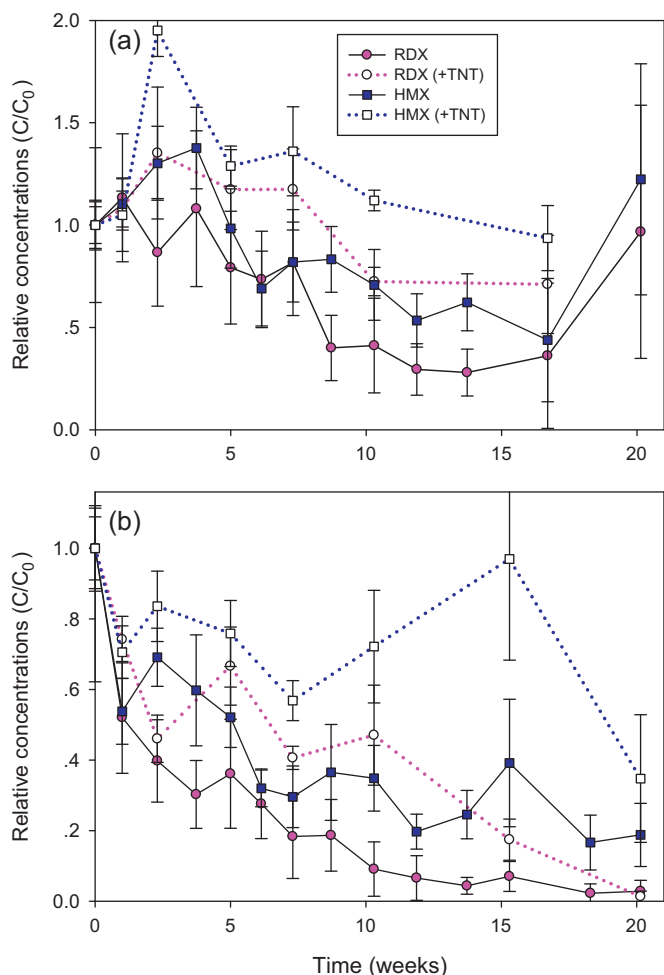 (a)
RDX
RDX (+TNT)
HMX
HMX (+TNT)
Relative concentrations (C/C₀)
2.0
1.5
1.0
.5
0.0
0 5 10 15 20
(b)
Relative concentrations (C/C₀)
1.0
.8
.6
.4
.2
0.0
0 5 10 15 20
Time (weeks)